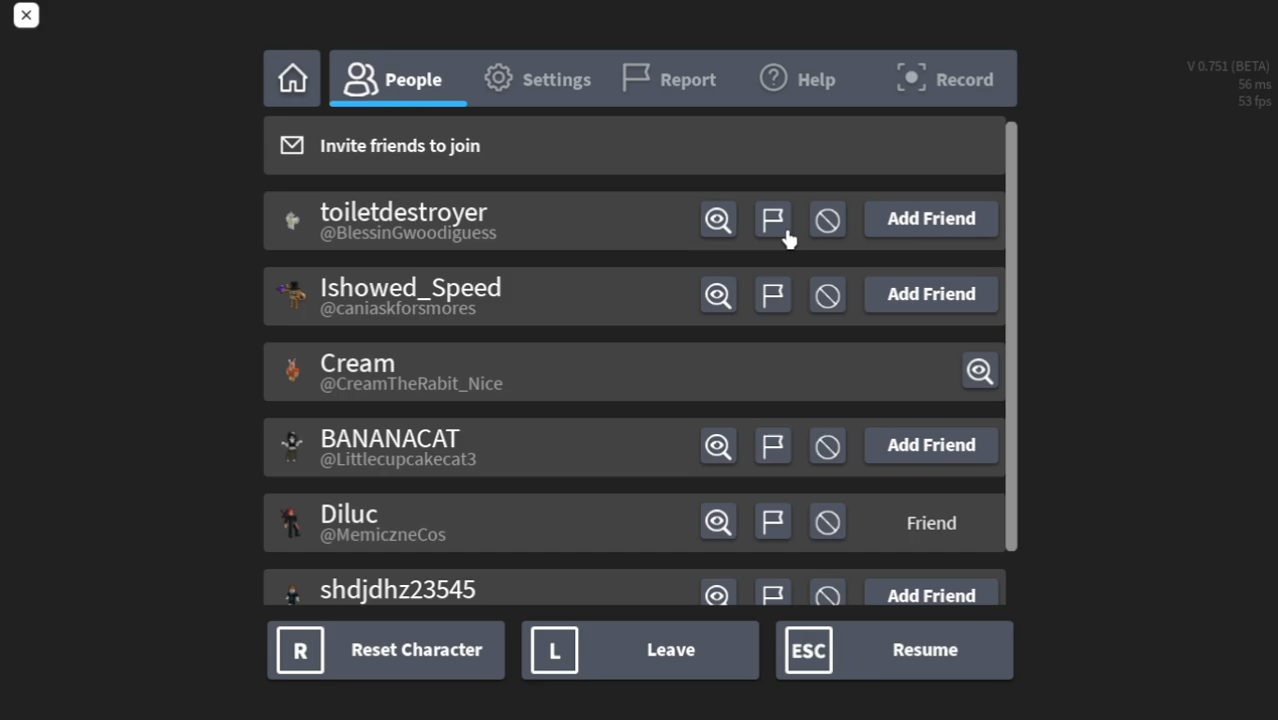 V 0.751 (BETA)
56 ms
53 fps
People
Settings
Report
Help
Record
Invite friends to join
toiletdestroyer
@BlessinGwoodiguess
Add Friend
Ishowed_Speed
@caniaskforsmores
Add Friend
Cream
@CreamTheRabit_Nice
BANANACAT
@Littlecupcakecat3
Add Friend
Diluc
@MemiczneCos
Friend
shdjdhz23545
Add Friend
R Reset Character
L Leave
ESC Resume